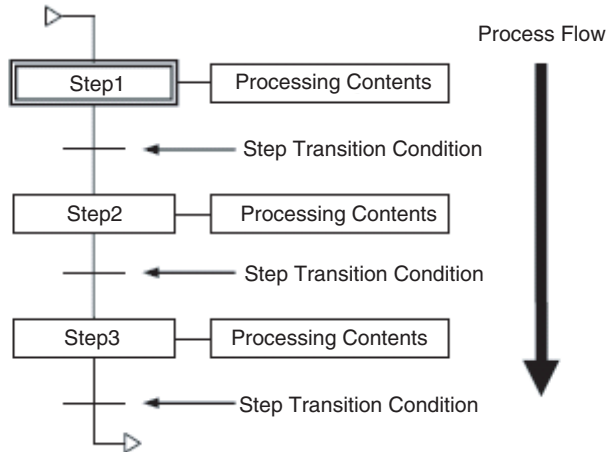 Process Flow
Step1
Processing Contents
Step Transition Condition
Step2
Processing Contents
Step Transition Condition
Step3
Processing Contents
Step Transition Condition